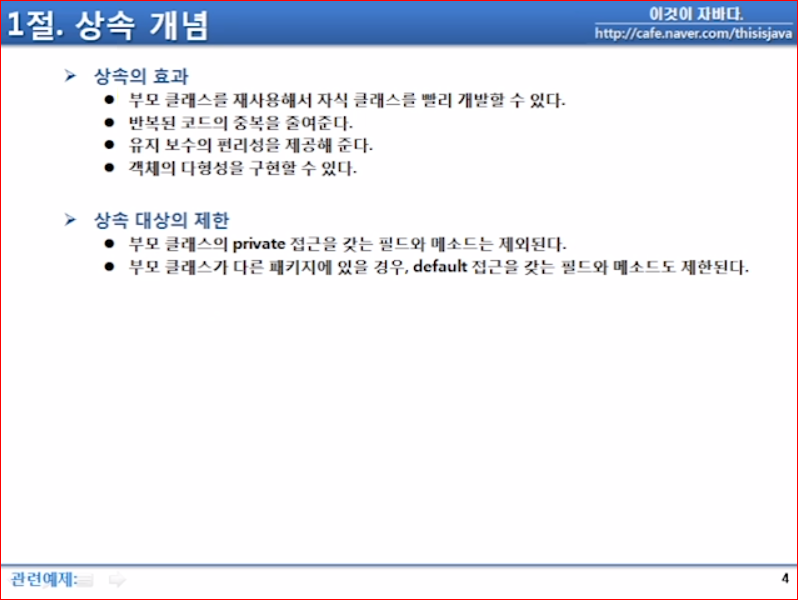 1절. 상속 개념
이것이 자바다.
http://cafe.naver.com/thisisjava
➢ 상속의 효과
● 부모 클래스를 재사용해서 자식 클래스를 빨리 개발할 수 있다.
● 반복된 코드의 중복을 줄여준다.
● 유지 보수의 편리성을 제공해 준다.
● 객체의 다형성을 구현할 수 있다.
➢ 상속 대상의 제한
● 부모 클래스의 private 접근을 갖는 필드와 메소드는 제외된다.
● 부모 클래스가 다른 패키지에 있을 경우, default 접근을 갖는 필드와 메소드도 제한된다.
관련예제:
4